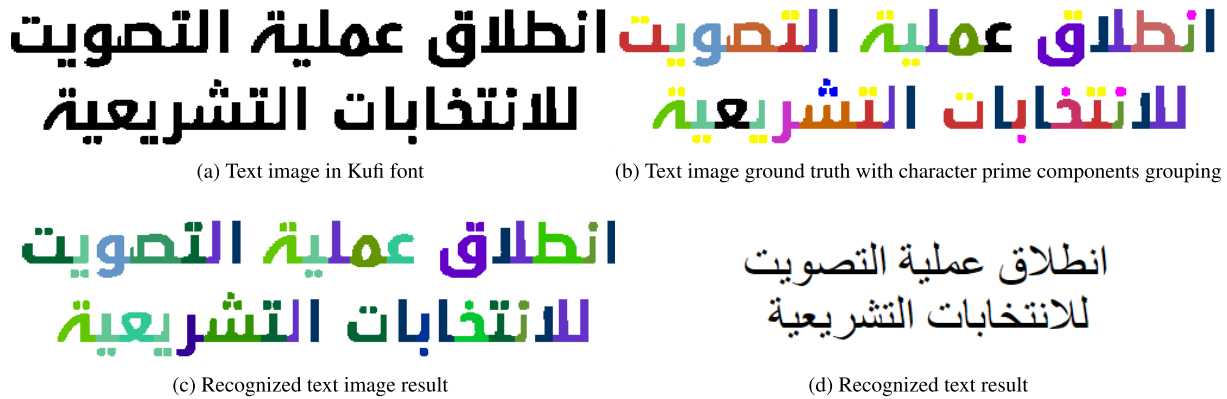 انطلاق عملية التصويت
للانتخابات التشريعية
(a) Text image in Kufi font
انطلاق عملية التصويت
للانتخابات التشريعية
(b) Text image ground truth with character prime components grouping
انطلاق عملية التصويت
للانتخابات التشريعية
(c) Recognized text image result
انطلاق عملية التصويت
للانتخابات التشريعية
(d) Recognized text result